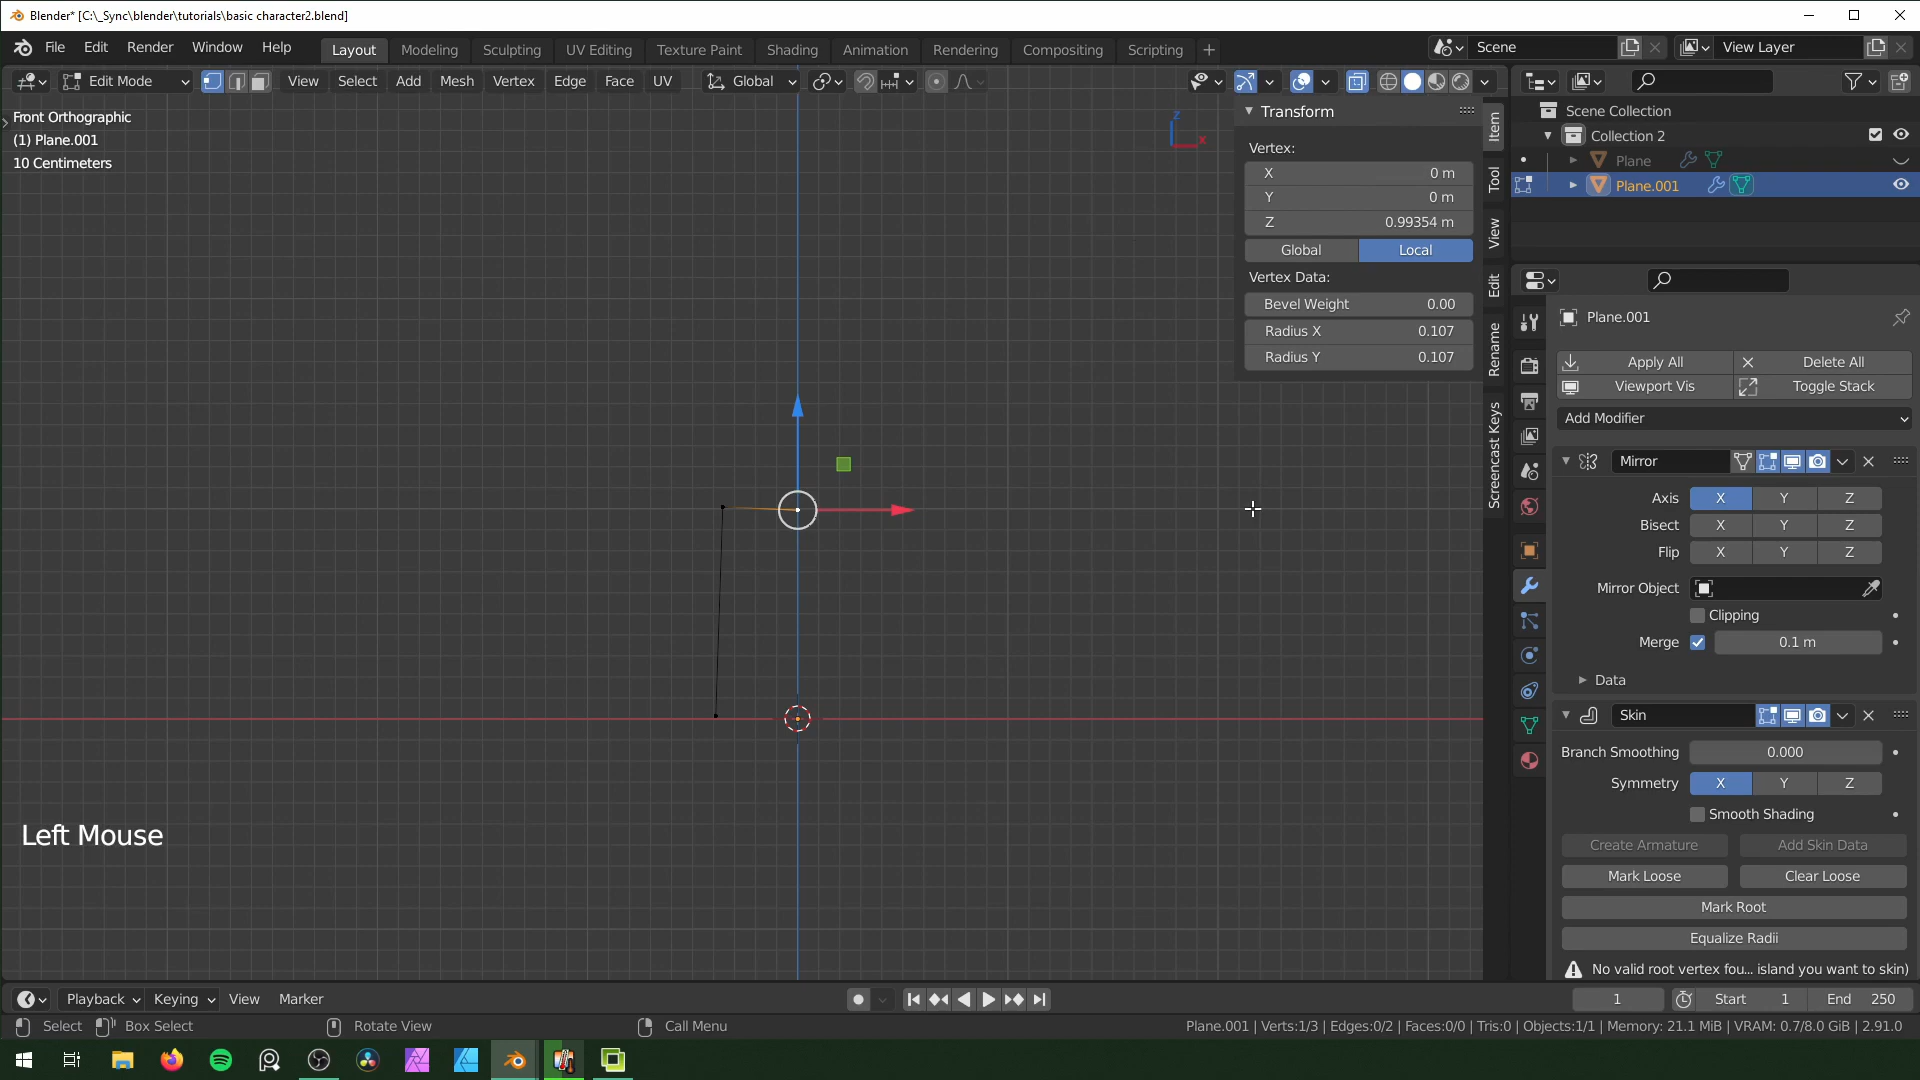 Blender* [C:\_Sync\blender\tutorials\basic character2.blend]
File Edit Render Window Help Layout Modeling Sculpting UV Editing Texture Paint Shading Animation Rendering Compositing Scripting + Scene View Layer
Edit Mode View Select Add Mesh Vertex Edge Face UV Global
Front Orthographic
(1) Plane.001
10 Centimeters
Z
X
Transform
Vertex:
X 0 m
Y 0 m
Z 0.99354 m
Global Local
Vertex Data:
Bevel Weight 0.00
Radius X 0.107
Radius Y 0.107
Item
Tool
View
Edit
Rename
Screencast Keys
Scene Collection
Collection 2
Plane
Plane.001
Plane.001
Apply All Delete All
Viewport Vis Toggle Stack
Add Modifier
Mirror
Axis X Y Z
Bisect X Y Z
Flip X Y Z
Mirror Object
Clipping
Merge 0.1 m
Data
Skin
Branch Smoothing 0.000
Symmetry X Y Z
Smooth Shading
Create Armature Add Skin Data
Mark Loose Clear Loose
Mark Root
Equalize Radii
No valid root vertex fou... island you want to skin)
Left Mouse
Playback Keying View Marker 1 Start 1 End 250
Select Box Select Rotate View Call Menu Plane.001 | Verts:1/3 | Edges:0/2 | Faces:0/0 | Tris:0 | Objects:1/1 | Memory: 21.1 MiB | VRAM: 0.7/8.0 GiB | 2.91.0